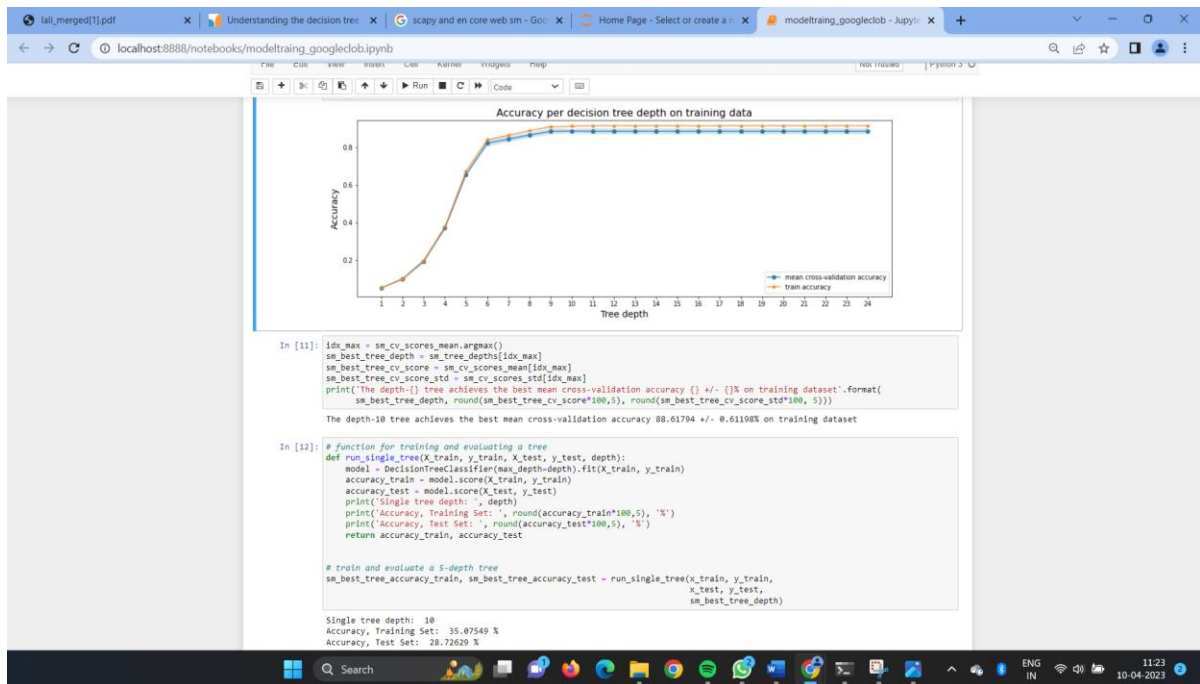 lali_merged[1].pdf
Understanding the decision tree
scapy and en core web sm - Goo
Home Page - Select or create a n
modeltraing_googleclob - Jupyte
localhost:8888/notebooks/modeltraing_googleclob.ipynb
File Edit View Insert Cell Kernel Widgets Help
Not Trusted
Python 3
Run
Code
Accuracy per decision tree depth on training data
0.8
0.6
0.4
0.2
Accuracy
mean cross-validation accuracy
train accuracy
1 2 3 4 5 6 7 8 9 10 11 12 13 14 15 16 17 18 19 20 21 22 23 24
Tree depth
In [11]: idx_max = sm_cv_scores_mean.argmax()
sm_best_tree_depth = sm_tree_depths[idx_max]
sm_best_tree_cv_score = sm_cv_scores_mean[idx_max]
sm_best_tree_cv_score_std = sm_cv_scores_std[idx_max]
print('The depth-{} tree achieves the best mean cross-validation accuracy {} +/- {}% on training dataset'.format(
sm_best_tree_depth, round(sm_best_tree_cv_score*100,5), round(sm_best_tree_cv_score_std*100, 5)))
The depth-10 tree achieves the best mean cross-validation accuracy 88.61794 +/- 0.61198% on training dataset
In [12]: # function for training and evaluating a tree
def run_single_tree(X_train, y_train, X_test, y_test, depth):
model = DecisionTreeClassifier(max_depth=depth).fit(X_train, y_train)
accuracy_train = model.score(X_train, y_train)
accuracy_test = model.score(X_test, y_test)
print('Single tree depth: ', depth)
print('Accuracy, Training Set: ', round(accuracy_train*100,5), '%')
print('Accuracy, Test Set: ', round(accuracy_test*100,5), '%')
return accuracy_train, accuracy_test
# train and evaluate a 5-depth tree
sm_best_tree_accuracy_train, sm_best_tree_accuracy_test = run_single_tree(x_train, y_train,
x_test, y_test,
sm_best_tree_depth)
Single tree depth: 10
Accuracy, Training Set: 35.07549 %
Accuracy, Test Set: 28.72629 %
Search
ENG
IN
11:23
10-04-2023
2